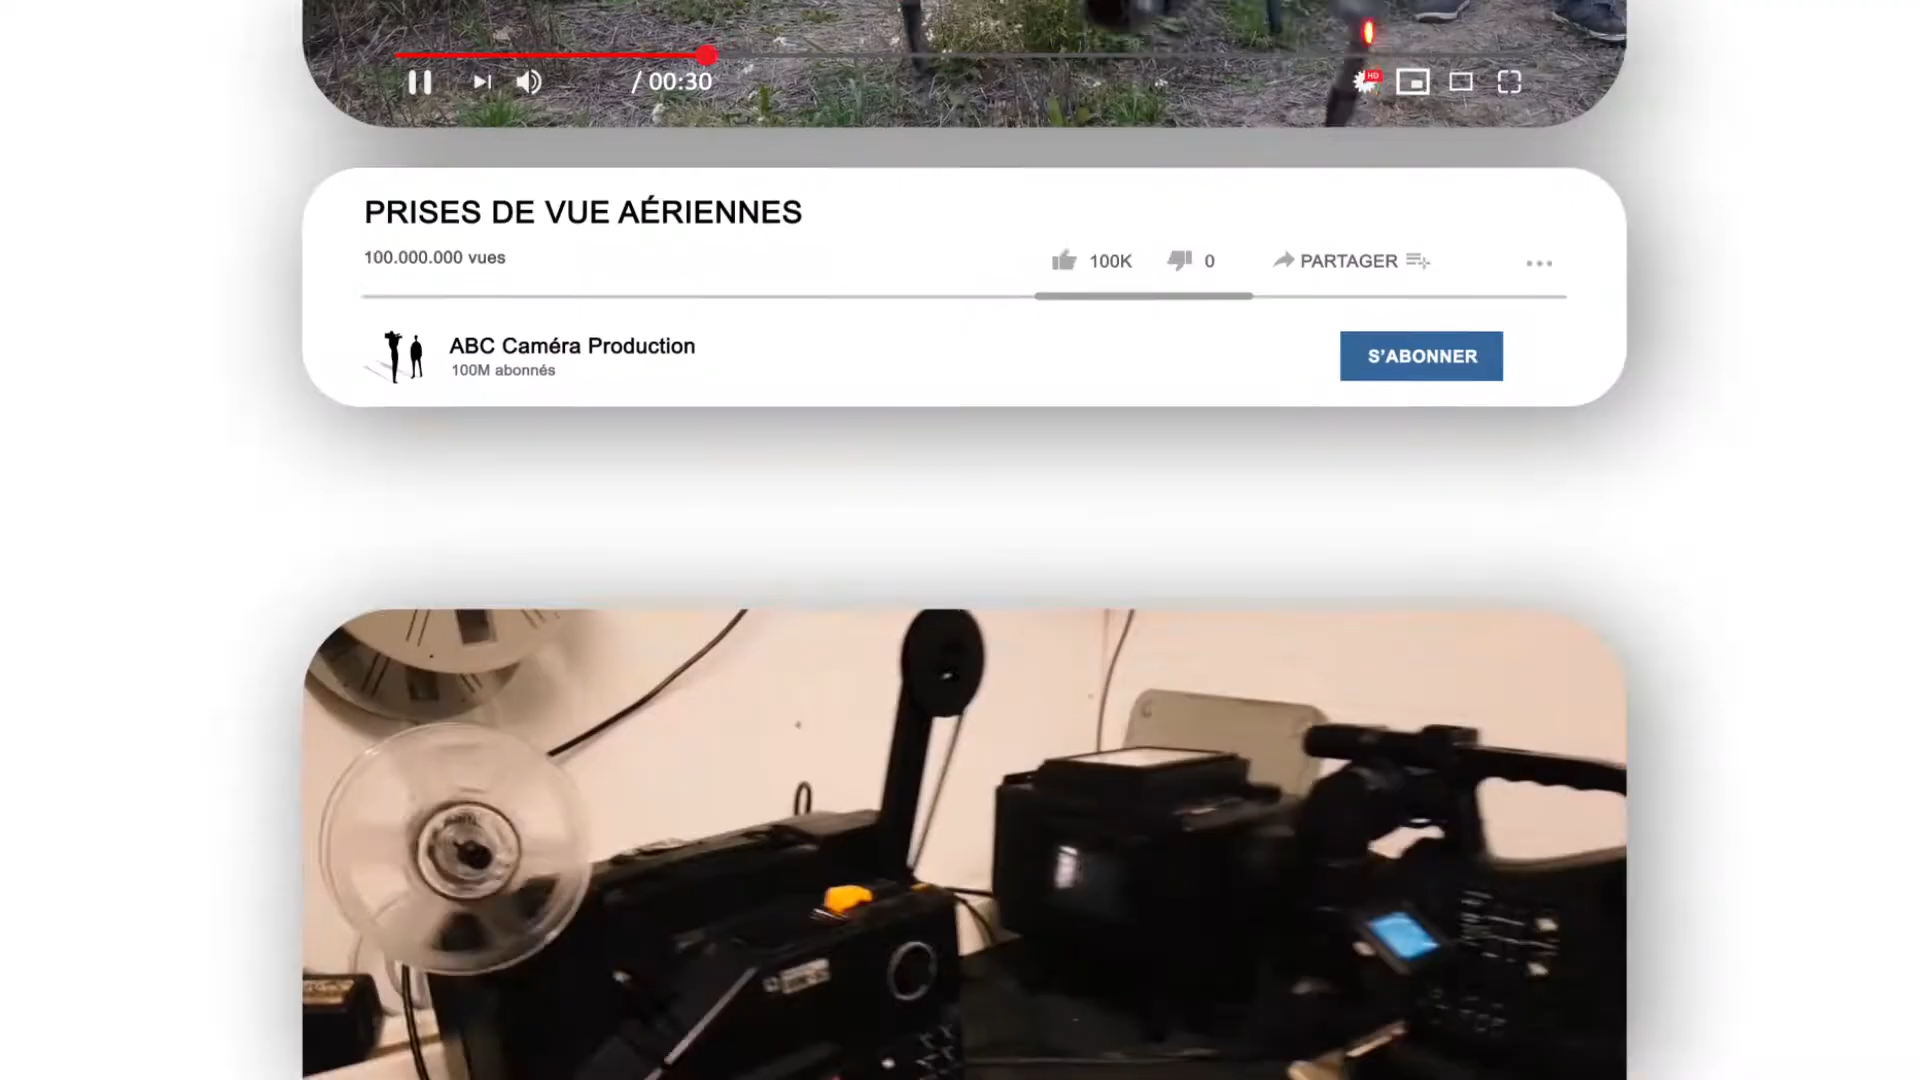 / 00:30
HD
PRISES DE VUE AÉRIENNES
100.000.000 vues
100K
0
PARTAGER
ABC Caméra Production
100M abonnés
S’ABONNER